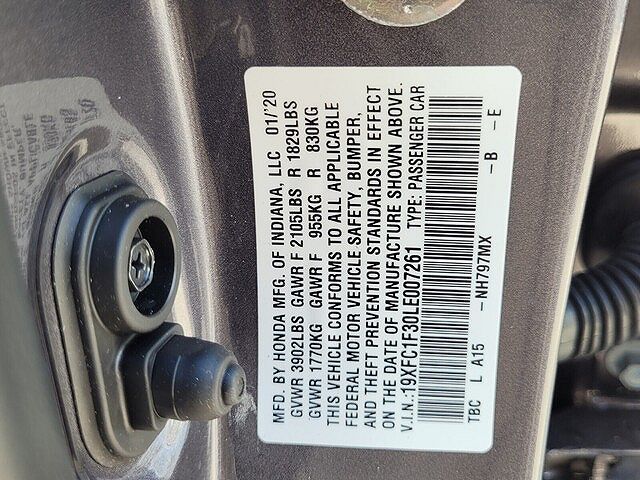 MFD. BY HONDA MFG. OF INDIANA, LLC 01/'20
GVWR 3902LBS GAWR F 2105LBS R 1829LBS
GVWR 1770KG GAWR F 955KG R 830KG
THIS VEHICLE CONFORMS TO ALL APPLICABLE
FEDERAL MOTOR VEHICLE SAFETY, BUMPER,
AND THEFT PREVENTION STANDARDS IN EFFECT
ON THE DATE OF MANUFACTURE SHOWN ABOVE.
V.I.N.:19XFC1F30LE007261 TYPE: PASSENGER CAR
TBC L A15 -NH797MX -B -E